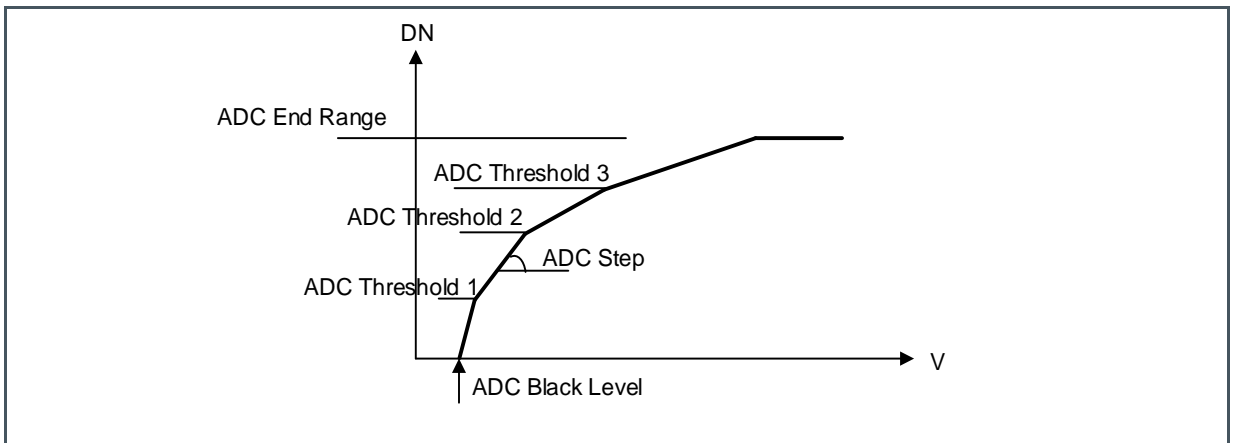 DN
ADC End Range
ADC Threshold 3
ADC Threshold 2
ADC Step
ADC Threshold 1
V
ADC Black Level